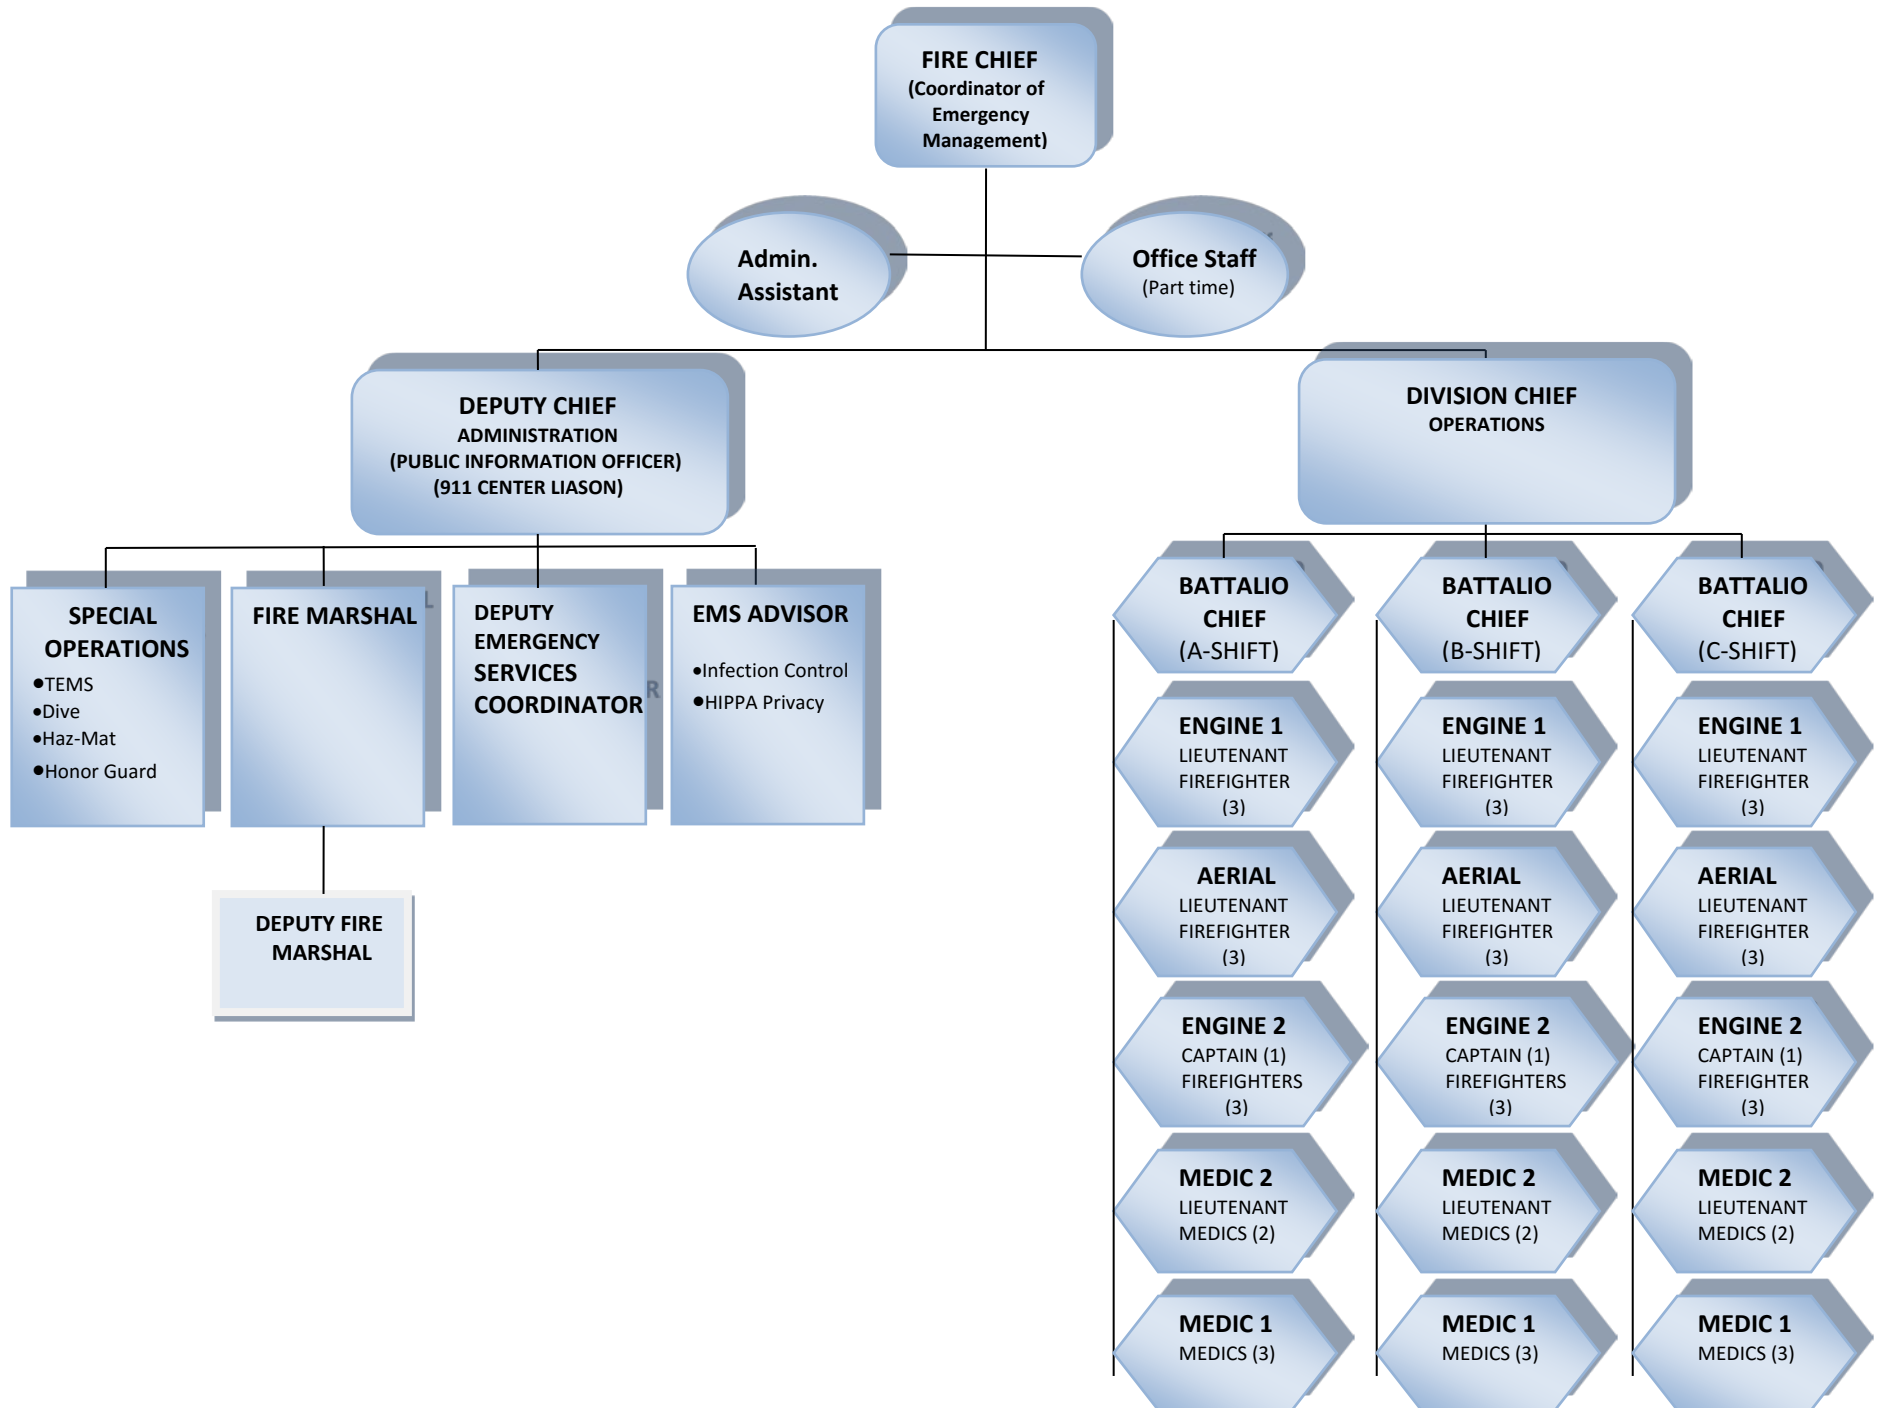 FIRE CHIEF
(Coordinator of
Emergency
Management)
Admin.
Assistant
Office Staff
(Part time)
DEPUTY CHIEF
ADMINISTRATION
(PUBLIC INFORMATION OFFICER)
(911 CENTER LIASON)
DIVISION CHIEF
OPERATIONS
SPECIAL
OPERATIONS
•TEMS
•Dive
•Haz-Mat
•Honor Guard
FIRE MARSHAL
DEPUTY
EMERGENCY
SERVICES
COORDINATOR
EMS ADVISOR
•Infection Control
•HIPPA Privacy
DEPUTY FIRE
MARSHAL
BATTALIO
CHIEF
(A-SHIFT)
ENGINE 1
LIEUTENANT
FIREFIGHTER
(3)
AERIAL
LIEUTENANT
FIREFIGHTER
(3)
ENGINE 2
CAPTAIN (1)
FIREFIGHTERS
(3)
MEDIC 2
LIEUTENANT
MEDICS (2)
MEDIC 1
MEDICS (3)
BATTALIO
CHIEF
(B-SHIFT)
ENGINE 1
LIEUTENANT
FIREFIGHTER
(3)
AERIAL
LIEUTENANT
FIREFIGHTER
(3)
ENGINE 2
CAPTAIN (1)
FIREFIGHTERS
(3)
MEDIC 2
LIEUTENANT
MEDICS (2)
MEDIC 1
MEDICS (3)
BATTALIO
CHIEF
(C-SHIFT)
ENGINE 1
LIEUTENANT
FIREFIGHTER
(3)
AERIAL
LIEUTENANT
FIREFIGHTER
(3)
ENGINE 2
CAPTAIN (1)
FIREFIGHTER
(3)
MEDIC 2
LIEUTENANT
MEDICS (2)
MEDIC 1
MEDICS (3)